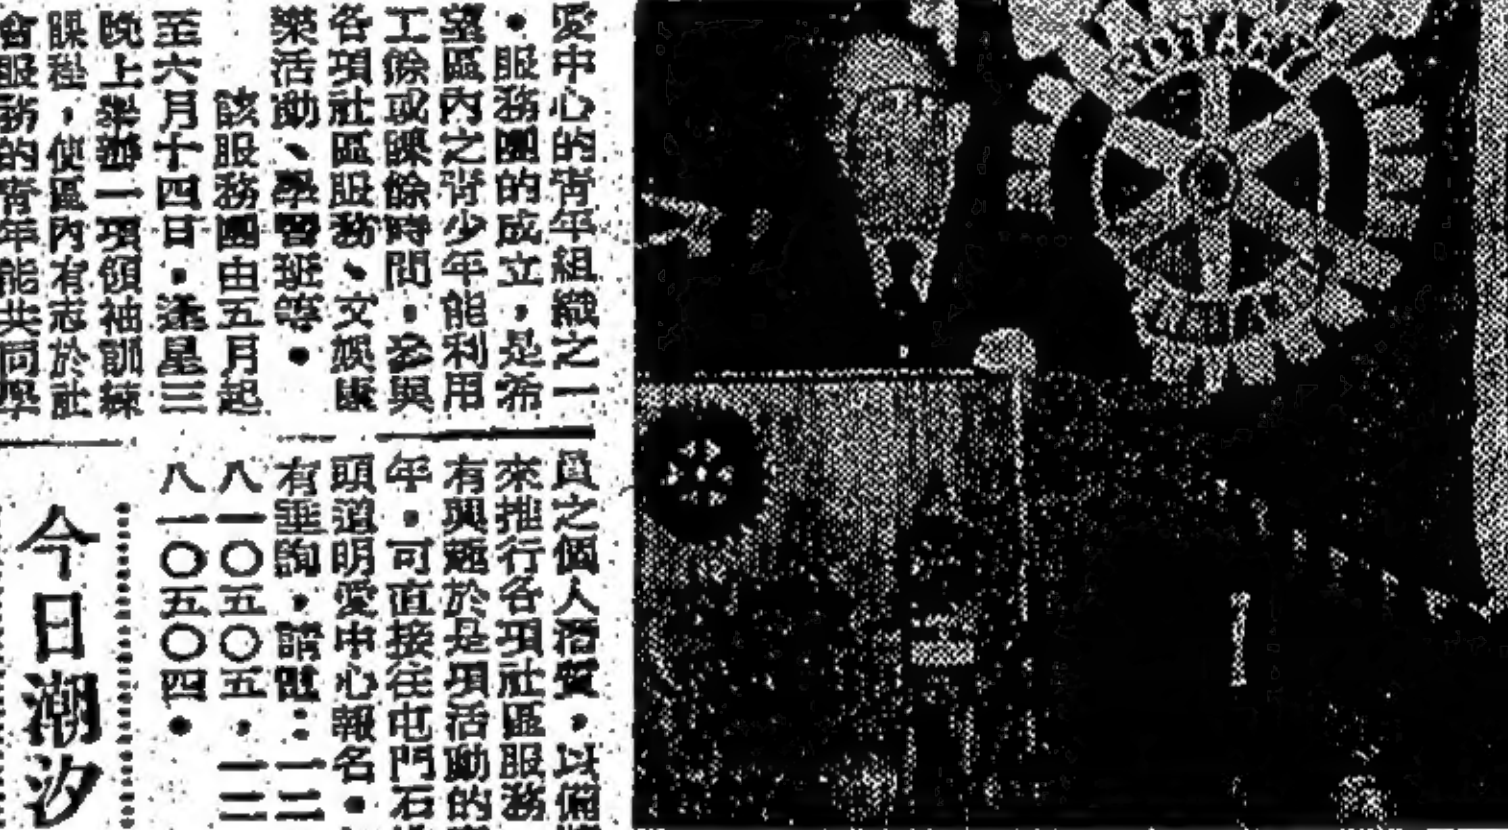 愛中心的青年組織之一
。服務團的成立,是希
望區內之青少年能利用
工餘或課餘時間,參與
各項社區服務、文娛康
樂活動、學習班等。
該服務團由五月起
至六月十四日,逢星三
晚上舉辦一項領袖訓練
課程,使區內有志於社
會服務的青年能共同學
員之個人潛質,以備
來推行各項社區服務
有興趣於是項活動的
年,可直接往屯門石
頭道明愛中心報名。
有垂詢,請電:一二
八一〇五〇五,一二
八一〇五〇四。
今日潮汐
ROTARY